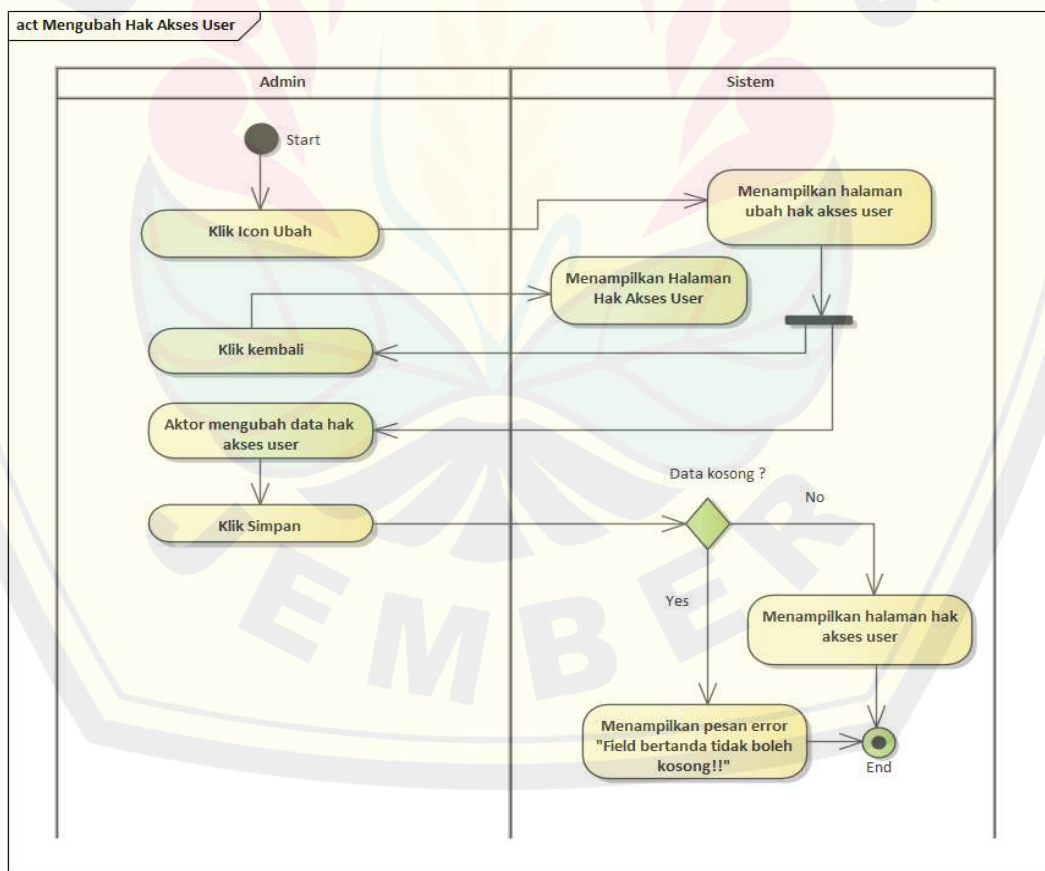 act Mengubah Hak Akses User
Admin
Sistem
Start
Klik Icon Ubah
Menampilkan halaman
ubah hak akses user
Menampilkan Halaman
Hak Akses User
Klik kembali
Aktor mengubah data hak
akses user
Klik Simpan
Data kosong ?
No
Yes
Menampilkan halaman hak
akses user
Menampilkan pesan error
"Field bertanda tidak boleh
kosong!!"
End
JEMBER